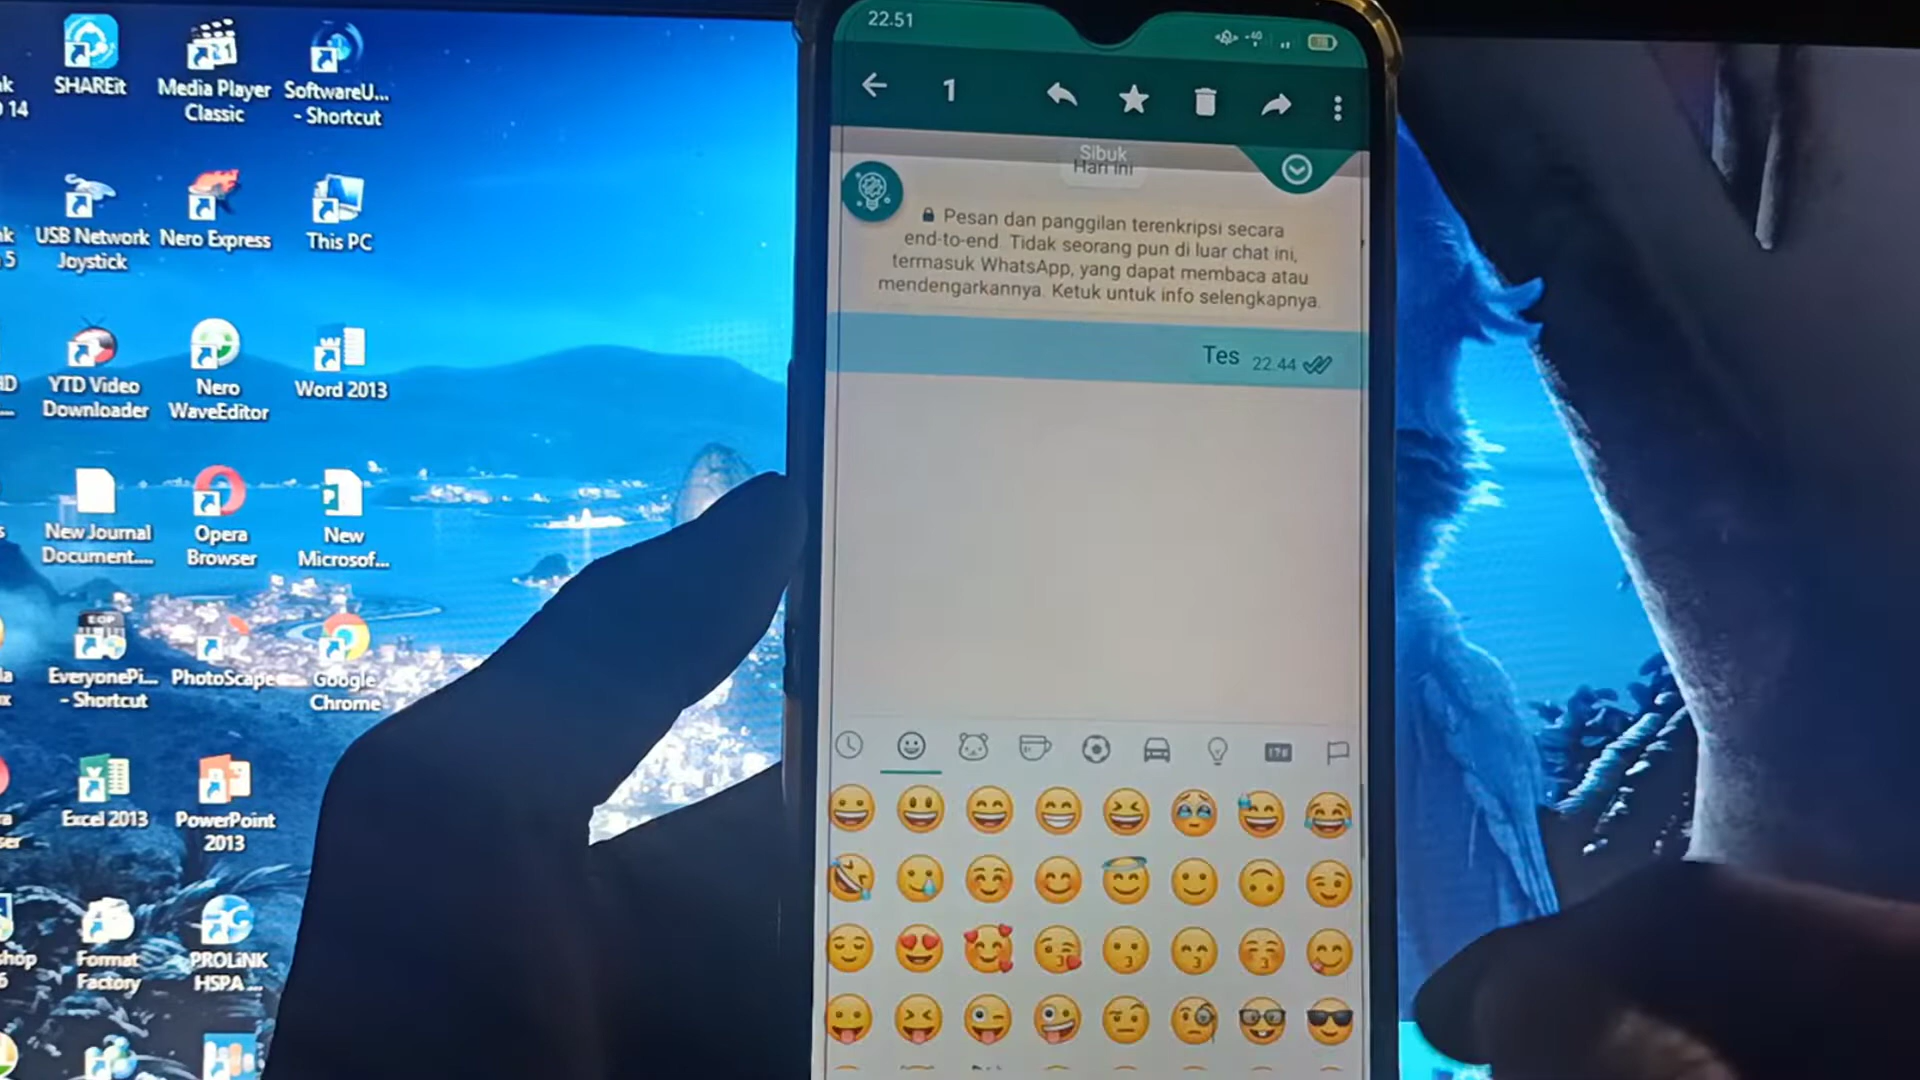 SHAREit
Media Player
Classic
SoftwareU...
- Shortcut
14
USB Network
Joystick
Nero Express
This PC
5
YTD Video
Downloader
Nero
WaveEditor
Word 2013
New Journal
Document....
Opera
Browser
New
Microsof...
EveryonePi...
- Shortcut
PhotoScape
Google
Chrome
Excel 2013
PowerPoint
2013
Format
Factory
PROLiNK
HSPA ...
22.51
1
Sibuk
Hari ini
Pesan dan panggilan terenkripsi secara
end-to-end. Tidak seorang pun di luar chat ini,
termasuk WhatsApp, yang dapat membaca atau
mendengarkannya. Ketuk untuk info selengkapnya.
Tes 22.44